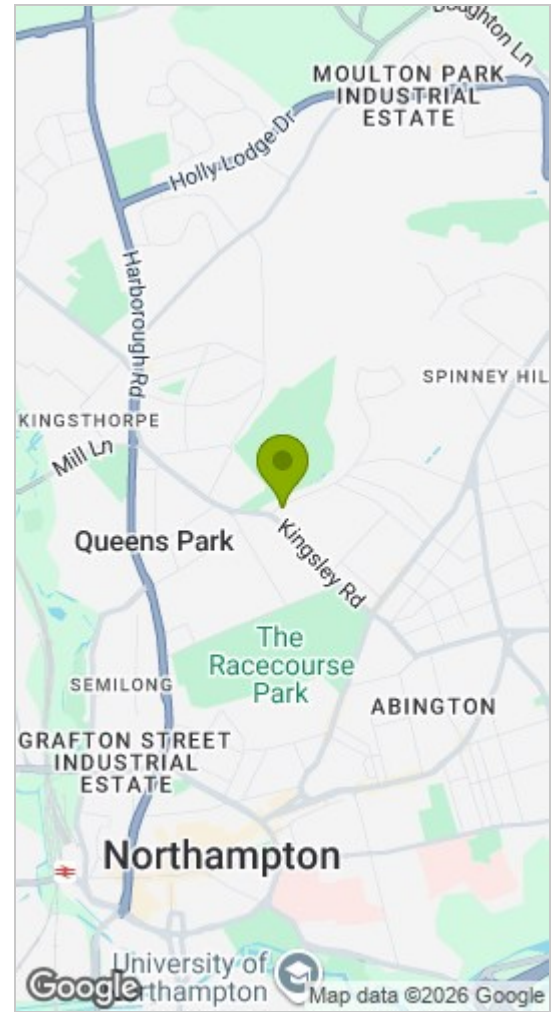 Boughton Ln
MOULTON PARK
INDUSTRIAL
ESTATE
Holly Lodge Dr
Harborough Rd
SPINNEY HIL
KINGSTHORPE
Mill Ln
Queens Park
Kingsley Rd
The
Racecourse
Park
SEMILONG
ABINGTON
GRAFTON STREET
INDUSTRIAL
ESTATE
Northampton
University of
Northampton
Google
Map data ©2026 Google